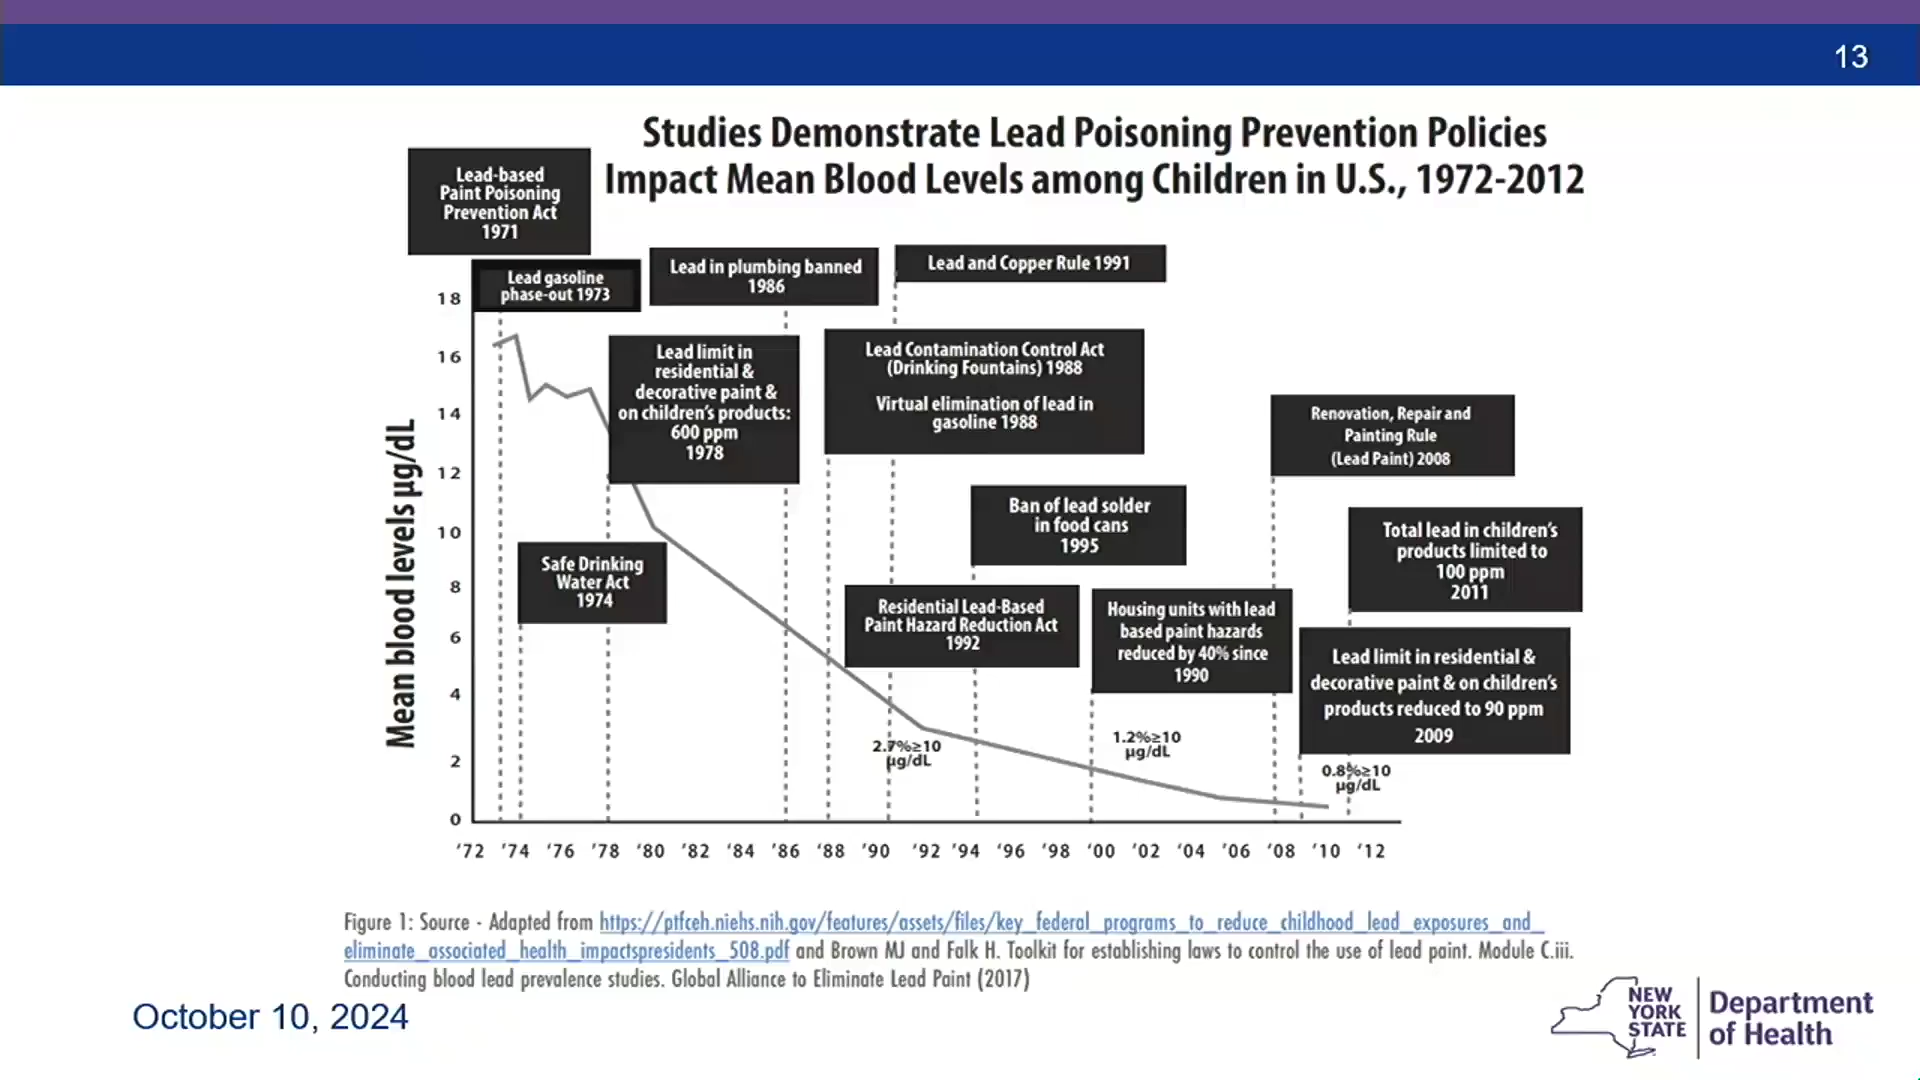 13
Studies Demonstrate Lead Poisoning Prevention Policies
Impact Mean Blood Levels among Children in U.S., 1972-2012
Lead-based
Paint Poisoning
Prevention Act
1971
Lead gasoline
phase-out 1973
Lead in plumbing banned
1986
Lead and Copper Rule 1991
Lead limit in
residential &
decorative paint &
on children's products:
600 ppm
1978
Lead Contamination Control Act
(Drinking Fountains) 1988
Virtual elimination of lead in
gasoline 1988
Renovation, Repair and
Painting Rule
(Lead Paint) 2008
Ban of lead solder
in food cans
1995
Total lead in children's
products limited to
100 ppm
2011
Safe Drinking
Water Act
1974
Residential Lead-Based
Paint Hazard Reduction Act
1992
Housing units with lead
based paint hazards
reduced by 40% since
1990
Lead limit in residential &
decorative paint & on children's
products reduced to 90 ppm
2009
2.7%≥10
µg/dL
1.2%≥10
µg/dL
0.8%≥10
µg/dL
Mean blood levels µg/dL
18
16
14
12
10
8
6
4
2
0
'72 '74 '76 '78 '80 '82 '84 '86 '88 '90 '92 '94 '96 '98 '00 '02 '04 '06 '08 '10 '12
Figure 1: Source - Adapted from https://ptfceh.niehs.nih.gov/features/assets/files/key_federal_programs_to_reduce_childhood_lead_exposures_and_
eliminate_associated_health_impactspresidents_508.pdf and Brown MJ and Falk H. Toolkit for establishing laws to control the use of lead paint. Module C.iii.
Conducting blood lead prevalence studies. Global Alliance to Eliminate Lead Paint (2017)
October 10, 2024
NEW
YORK
STATE
Department
of Health